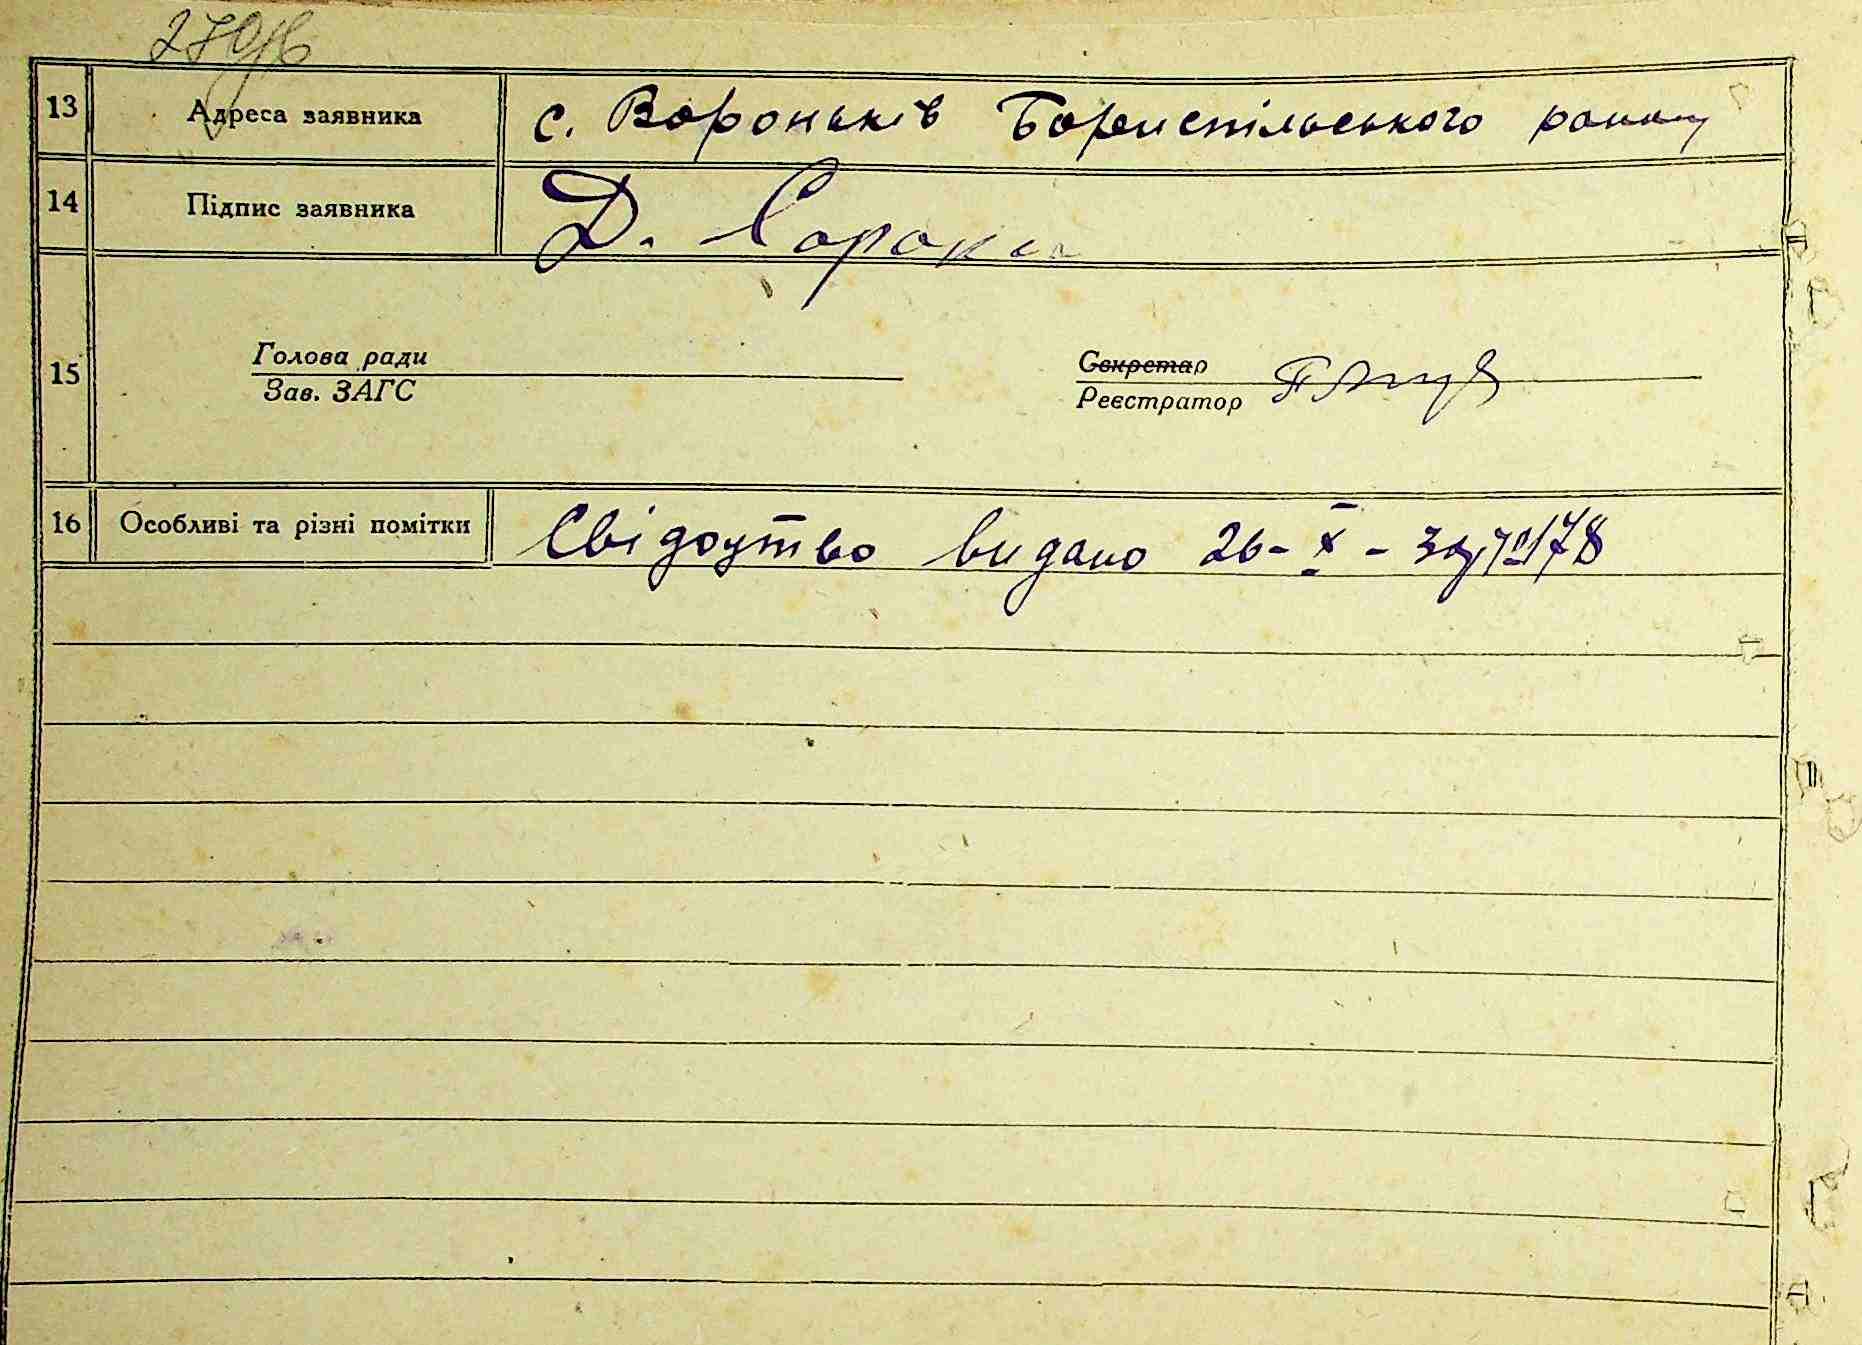 13 Адреса заявника с. Вороньків Бориспільського району
14 Підпис заявника Д. Сорока
15 Голова ради
Зав. ЗАГС
Секретар
Реєстратор
16 Особливі та різні помітки Свідоцтво видано 26-X-